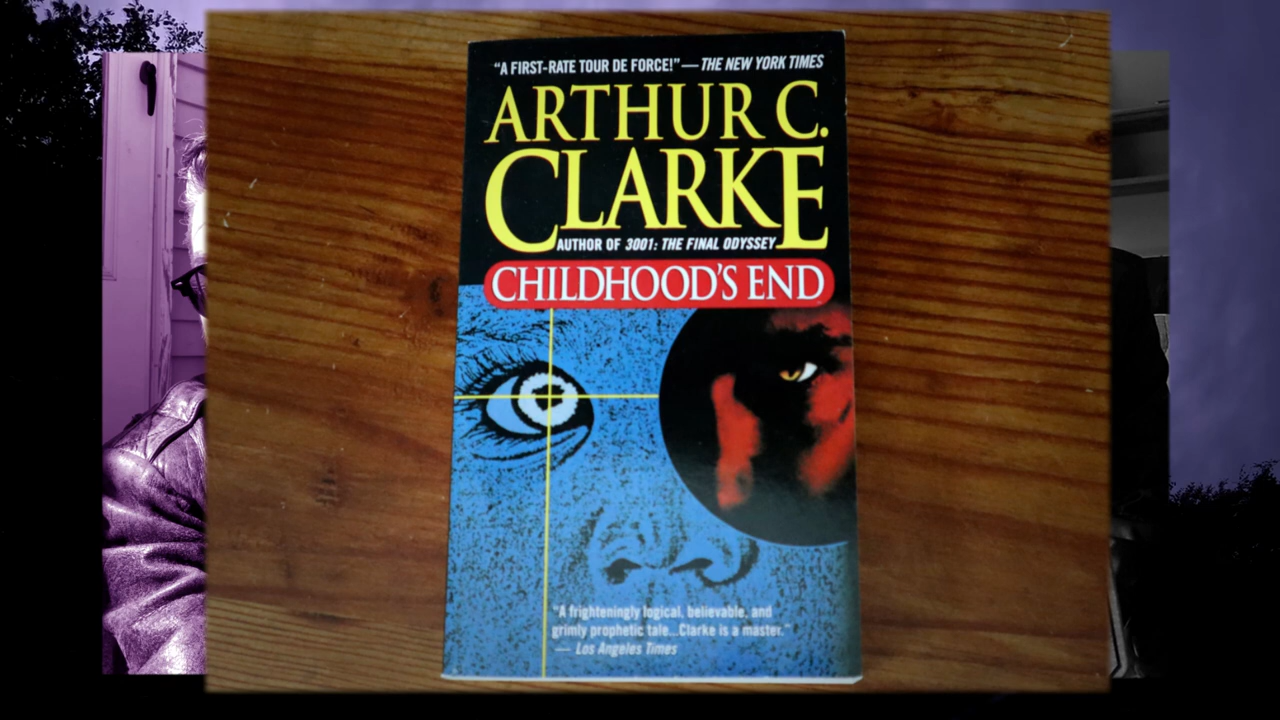 "A FIRST-RATE TOUR DE FORCE!" — THE NEW YORK TIMES
ARTHUR C.
CLARKE
AUTHOR OF 3001: THE FINAL ODYSSEY
CHILDHOOD'S END
"A frighteningly logical, believable, and
grimly prophetic tale...Clarke is a master."
— Los Angeles Times